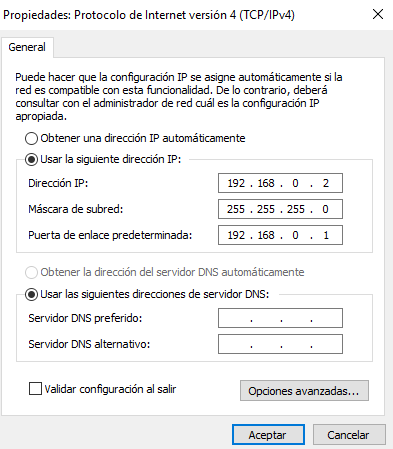 Propiedades: Protocolo de Internet versión 4 (TCP/IPv4)
General
Puede hacer que la configuración IP se asigne automáticamente si la
red es compatible con esta funcionalidad. De lo contrario, deberá
consultar con el administrador de red cuál es la configuración IP
apropiada.
Obtener una dirección IP automáticamente
Usar la siguiente dirección IP:
Dirección IP: 192 . 168 . 0 . 2
Máscara de subred: 255 . 255 . 255 . 0
Puerta de enlace predeterminada: 192 . 168 . 0 . 1
Obtener la dirección del servidor DNS automáticamente
Usar las siguientes direcciones de servidor DNS:
Servidor DNS preferido: . . .
Servidor DNS alternativo: . . .
Validar configuración al salir Opciones avanzadas...
Aceptar Cancelar